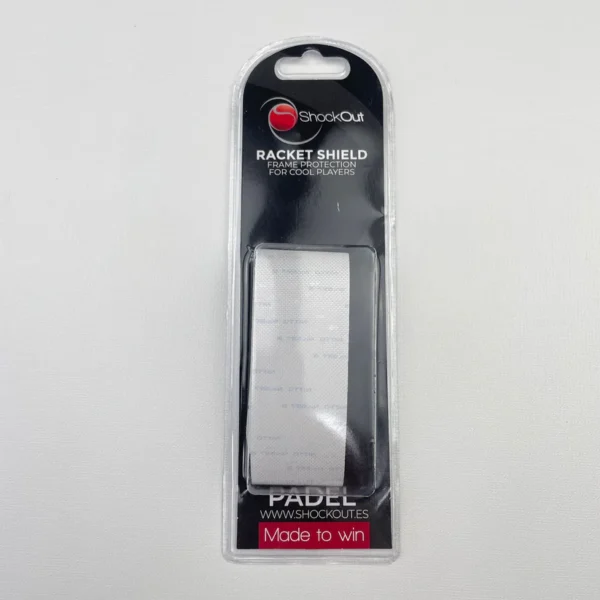 ShockOut
RACKET SHIELD
FRAME PROTECTION
FOR COOL PLAYERS
PADEL
WWW.SHOCKOUT.ES
Made to win